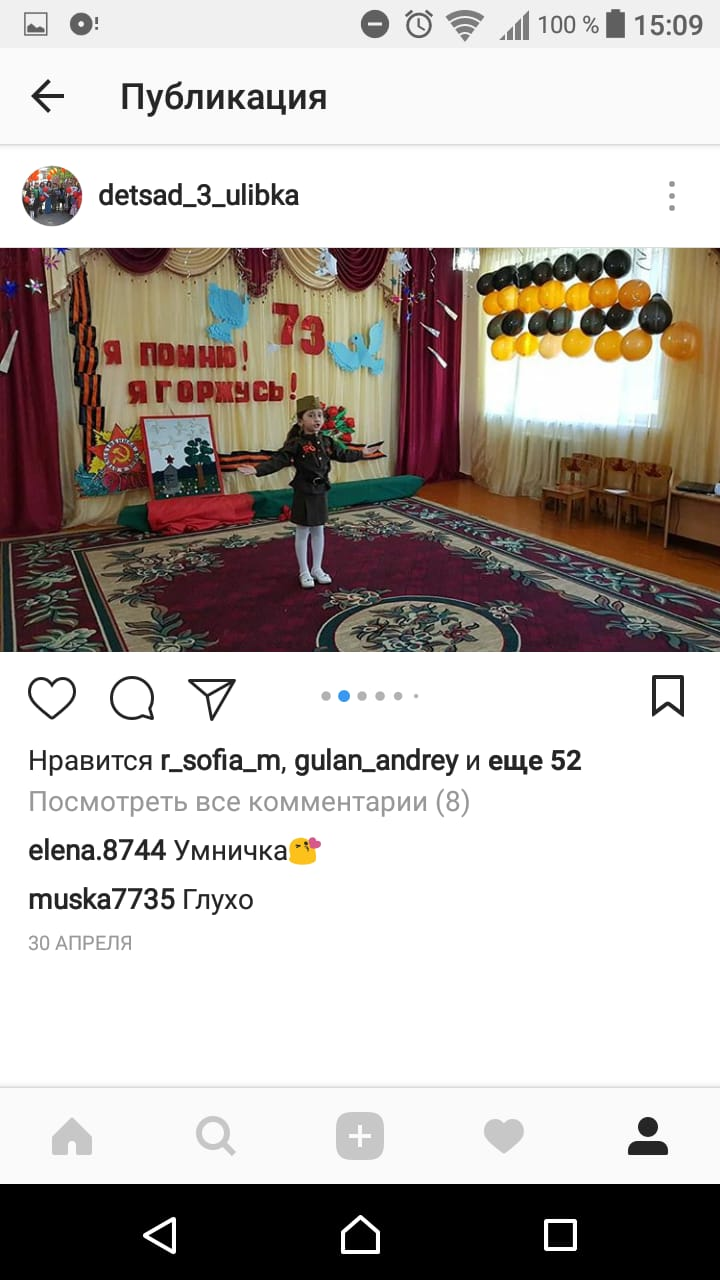 100 % 15:09
Публикация
detsad_3_ulibka
73
Я ПОМНЮ!
Я ГОРЖУСЬ!
Нравится r_sofia_m, gulan_andrey и еще 52
Посмотреть все комментарии (8)
elena.8744 Умничка😘
muska7735 Глухо
30 АПРЕЛЯ